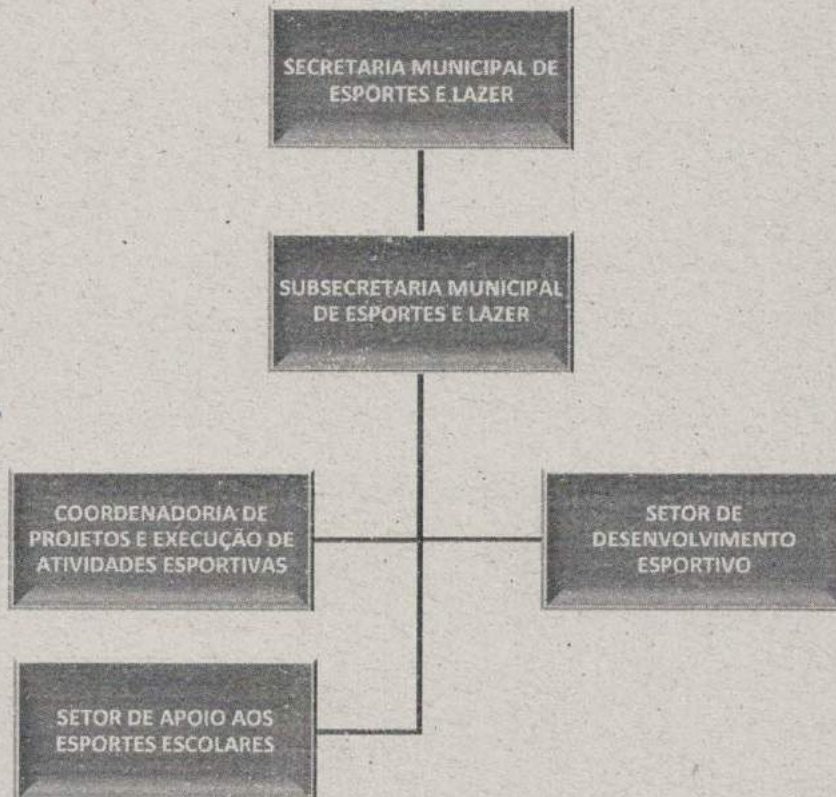 SECRETARIA MUNICIPAL DE
ESPORTES E LAZER
SUBSECRETARIA MUNICIPAL
DE ESPORTES E LAZER
COORDENADORIA DE
PROJETOS E EXECUÇÃO DE
ATIVIDADES ESPORTIVAS
SETOR DE
DESENVOLVIMENTO
ESPORTIVO
SETOR DE APOIO AOS
ESPORTES ESCOLARES